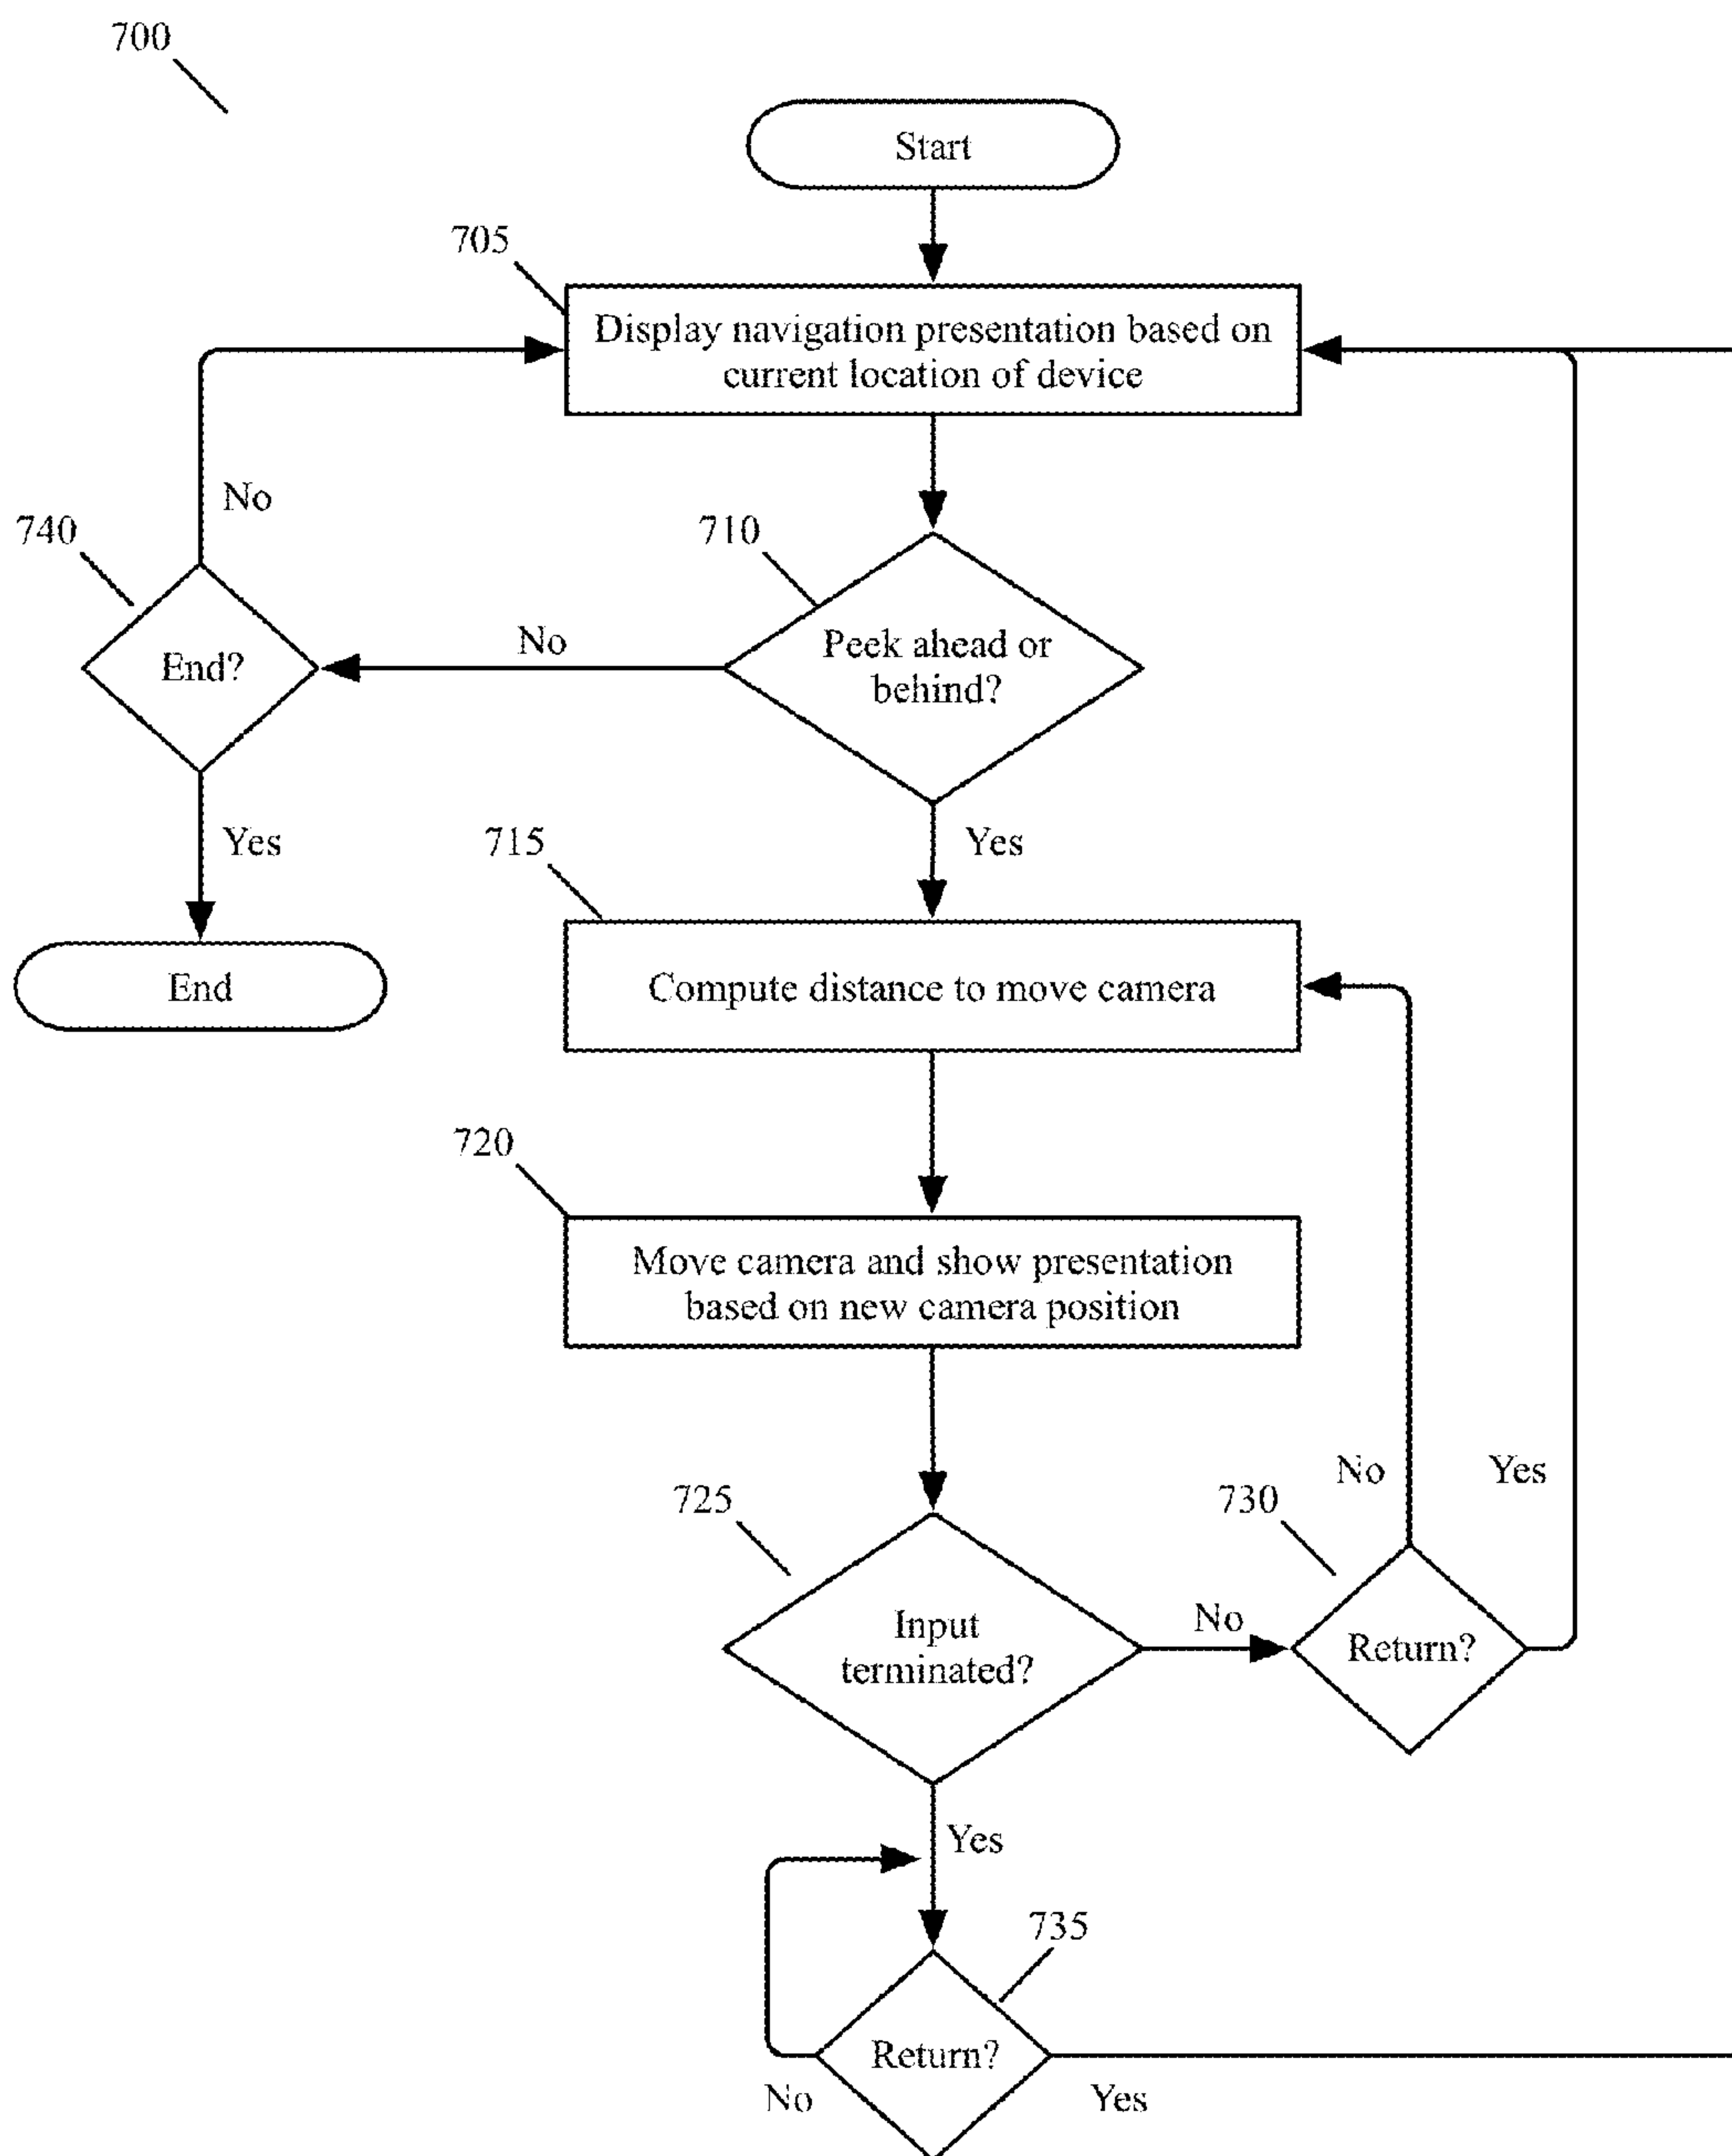 700
Start
705
Display navigation presentation based on
current location of device
No
740
710
End?
No
Peek ahead or
behind?
Yes
715
Yes
End
Compute distance to move camera
720
Move camera and show presentation
based on new camera position
No
Yes
725
730
Input
terminated?
No
Return?
Yes
735
Return?
No
Yes